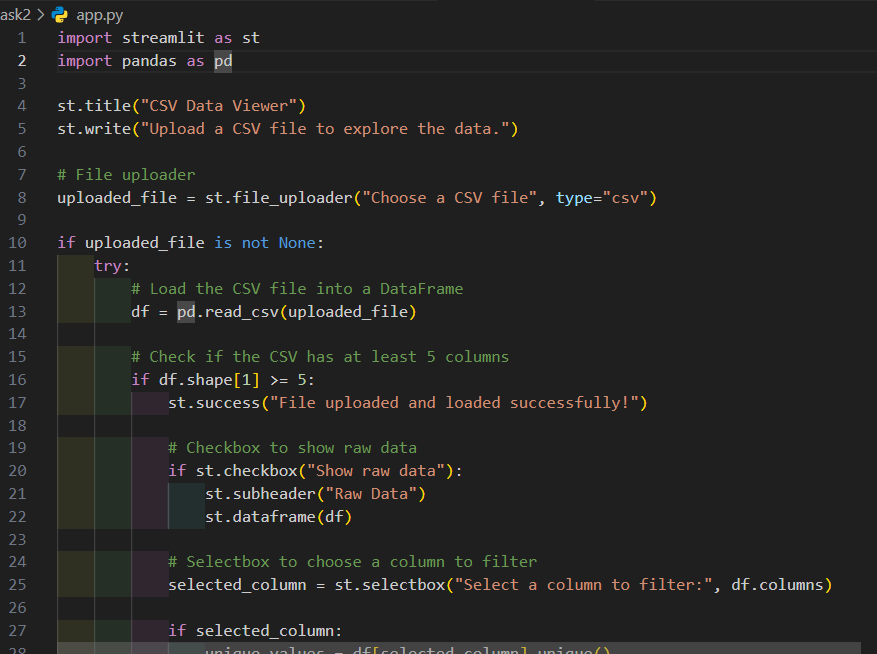 ask2 > app.py
1 import streamlit as st
2 import pandas as pd
3
4 st.title("CSV Data Viewer")
5 st.write("Upload a CSV file to explore the data.")
6
7 # File uploader
8 uploaded_file = st.file_uploader("Choose a CSV file", type="csv")
9
10 if uploaded_file is not None:
11     try:
12         # Load the CSV file into a DataFrame
13         df = pd.read_csv(uploaded_file)
14
15         # Check if the CSV has at least 5 columns
16         if df.shape[1] >= 5:
17             st.success("File uploaded and loaded successfully!")
18
19             # Checkbox to show raw data
20             if st.checkbox("Show raw data"):
21                 st.subheader("Raw Data")
22                 st.dataframe(df)
23
24             # Selectbox to choose a column to filter
25             selected_column = st.selectbox("Select a column to filter:", df.columns)
26
27             if selected_column:
28                 unique_values = df[selected_column].unique()